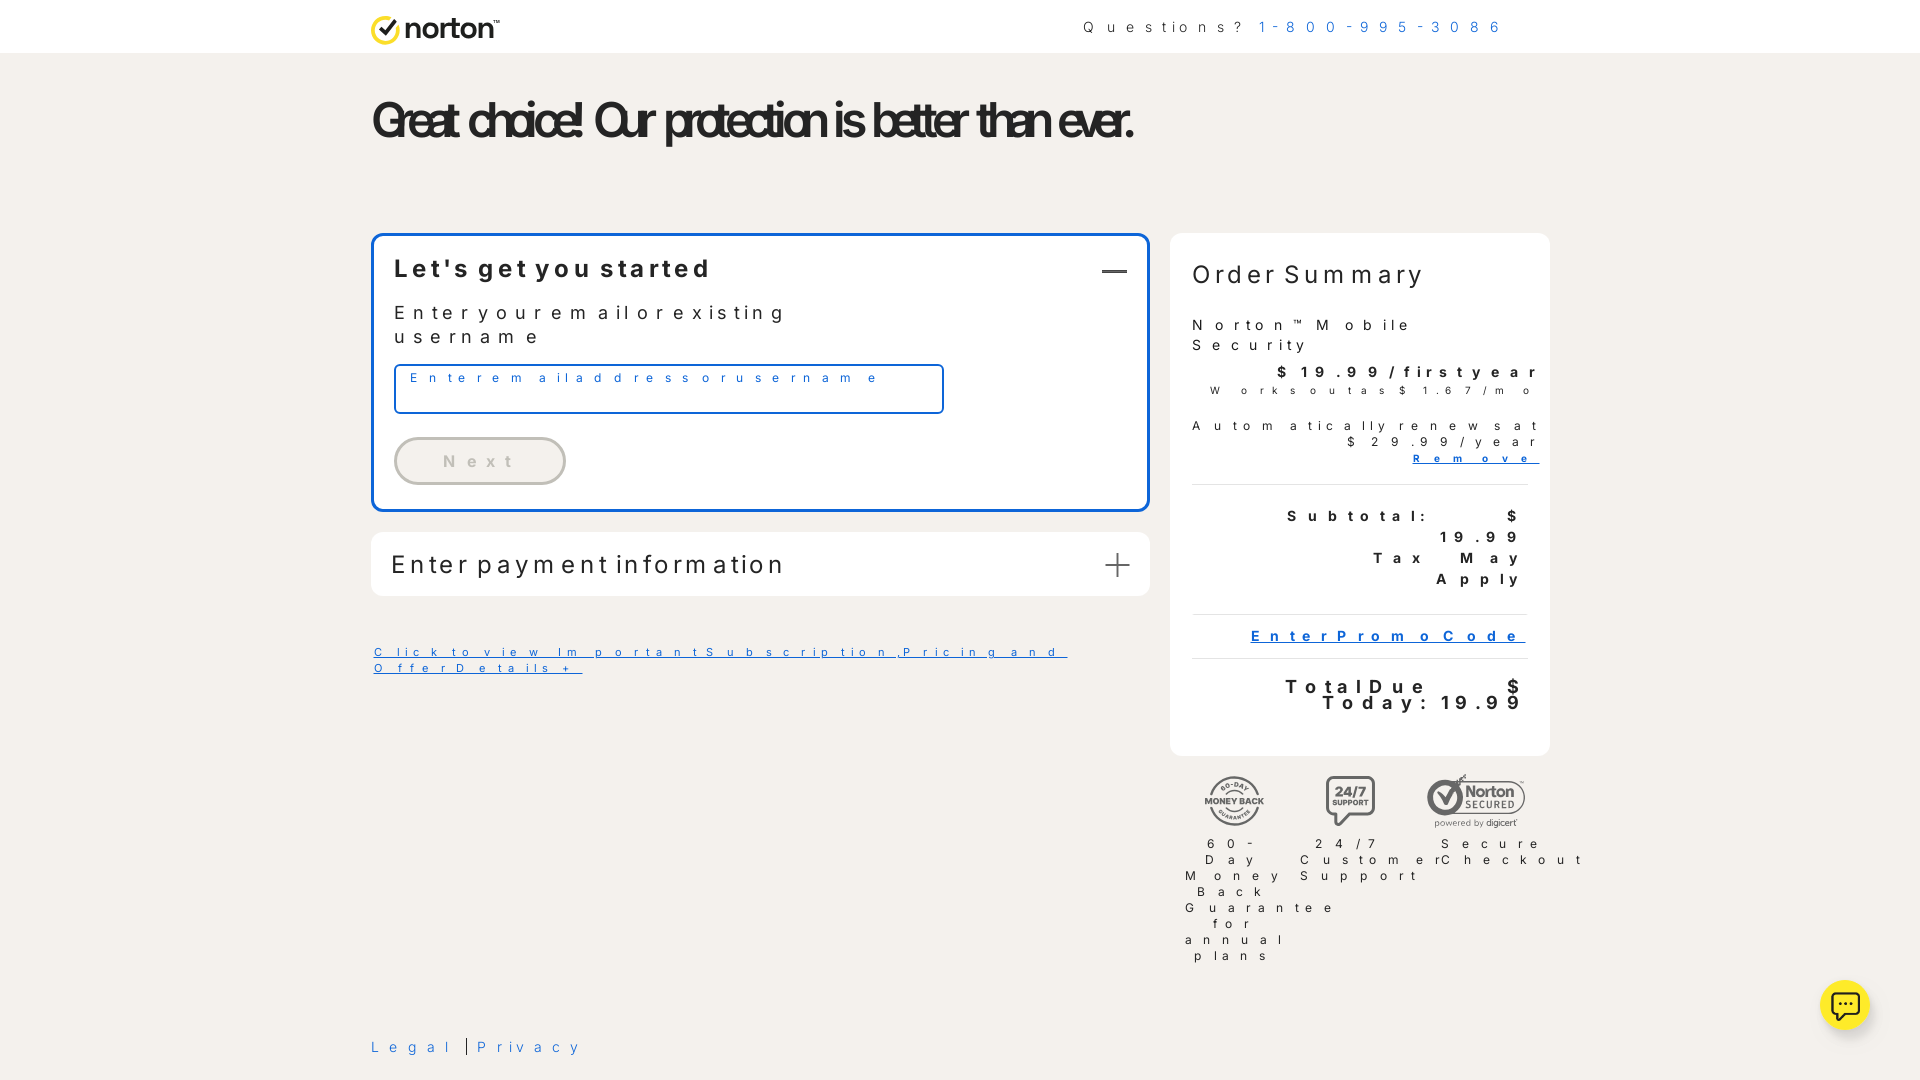 norton™
Questions? 1-800-995-3086
Great choice! Our protection is better than ever.
Let's get you started
Enter your email or existing
username
Enter email address or username
Next
Enter payment information
Click to view Important Subscription, Pricing and
Offer Details +
Order Summary
Norton™ Mobile
Security
$19.99 / first year
Works out as $1.67/mo
Automatically renews at
$29.99/year
Remove
Subtotal: $
19.99
Tax May
Apply
Enter Promo Code
Total Due $
Today: 19.99
60-DAY
MONEY BACK
GUARANTEE
60-
Day
Money
Back
Guarantee
for
annual
plans
24/7
SUPPORT
24/7
Customer
Support
Norton
SECURED
powered by digicert
Secure
Checkout
Legal | Privacy